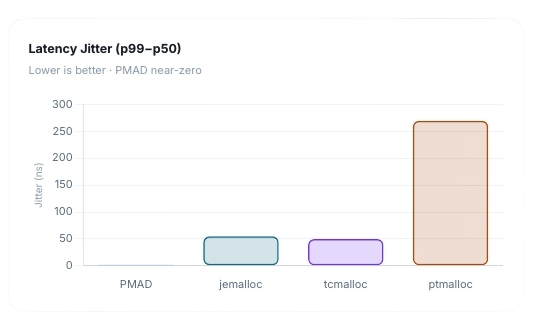 Latency Jitter (p99–p50)
Lower is better · PMAD near-zero
Jitter (ns)
300
250
200
150
100
50
0
PMAD jemalloc tcmalloc ptmalloc